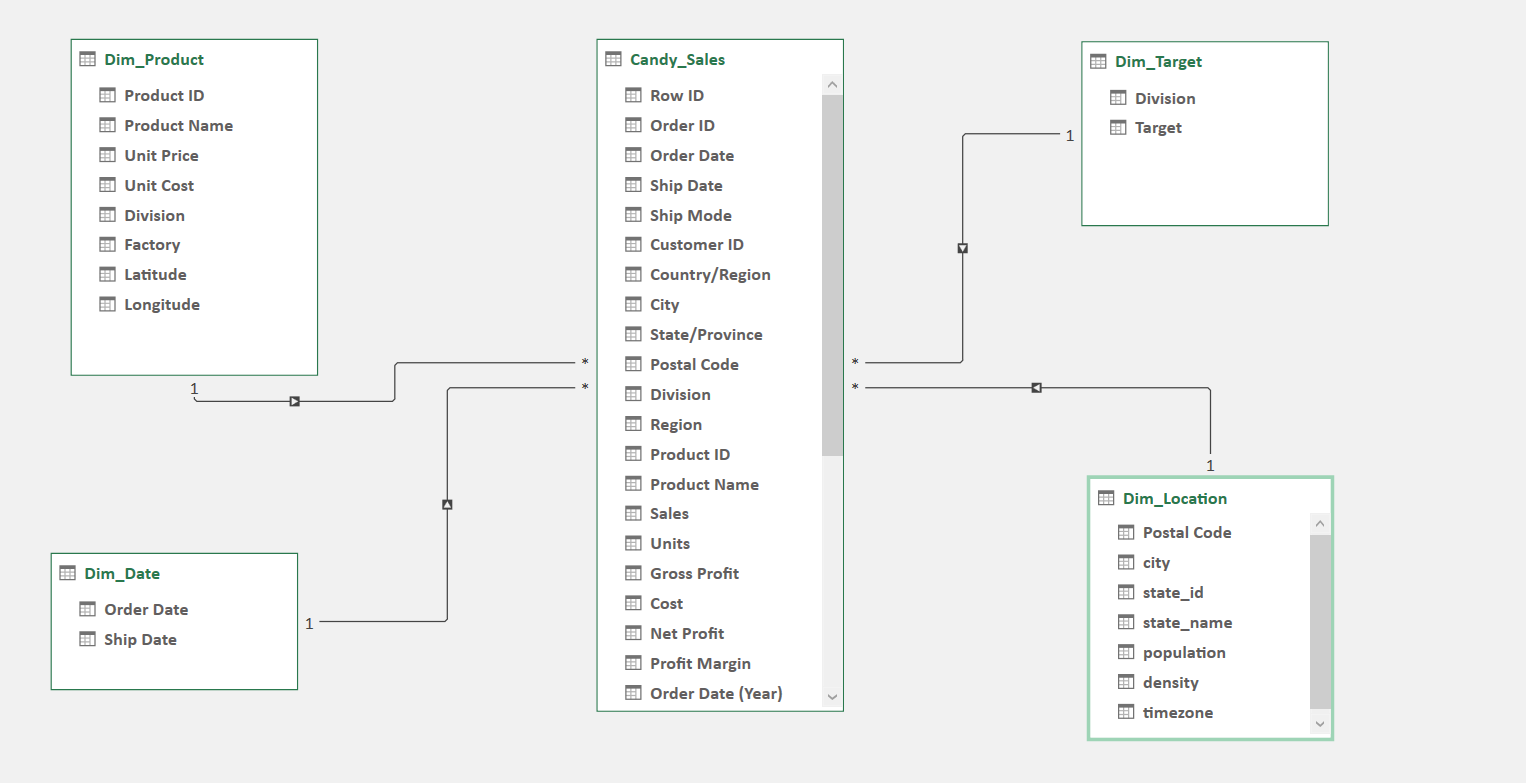 Dim_Product
Product ID
Product Name
Unit Price
Unit Cost
Division
Factory
Latitude
Longitude
1
Candy_Sales
Row ID
Order ID
Order Date
Ship Date
Ship Mode
Customer ID
Country/Region
City
State/Province
Postal Code
Division
Region
Product ID
Product Name
Sales
Units
Gross Profit
Cost
Net Profit
Profit Margin
Order Date (Year)
*
*
*
*
Dim_Target
Division
Target
1
Dim_Date
Order Date
Ship Date
1
1
Dim_Location
Postal Code
city
state_id
state_name
population
density
timezone